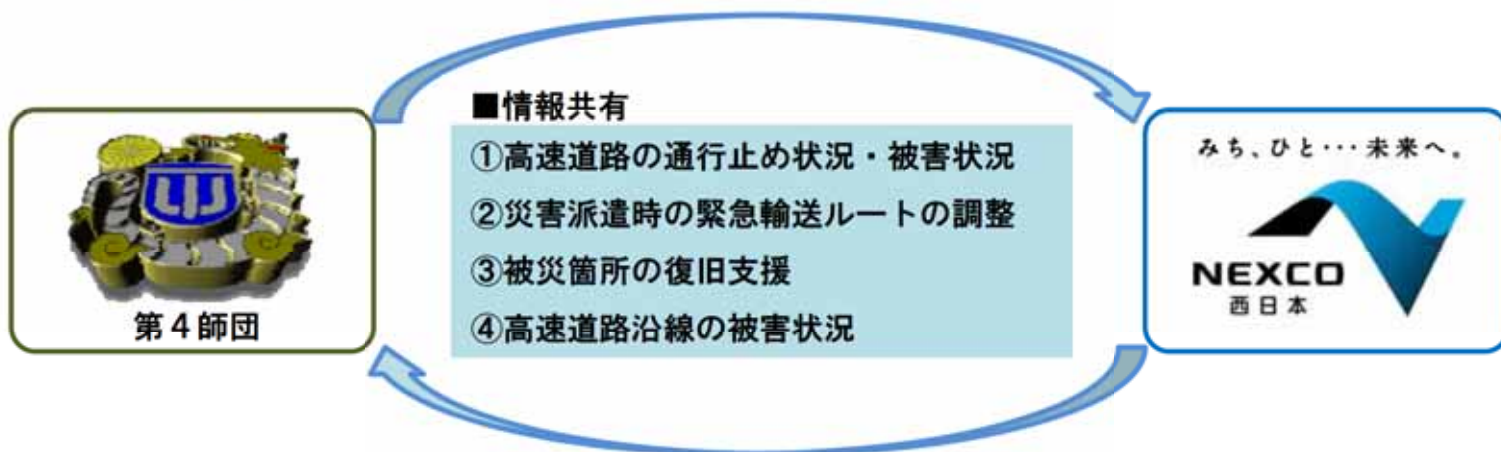 ■情報共有
①高速道路の通行止め状況・被害状況
②災害派遣時の緊急輸送ルートの調整
③被災箇所の復旧支援
④高速道路沿線の被害状況
第4師団
みち、ひと・・・未来へ。
NEXCO
西日本